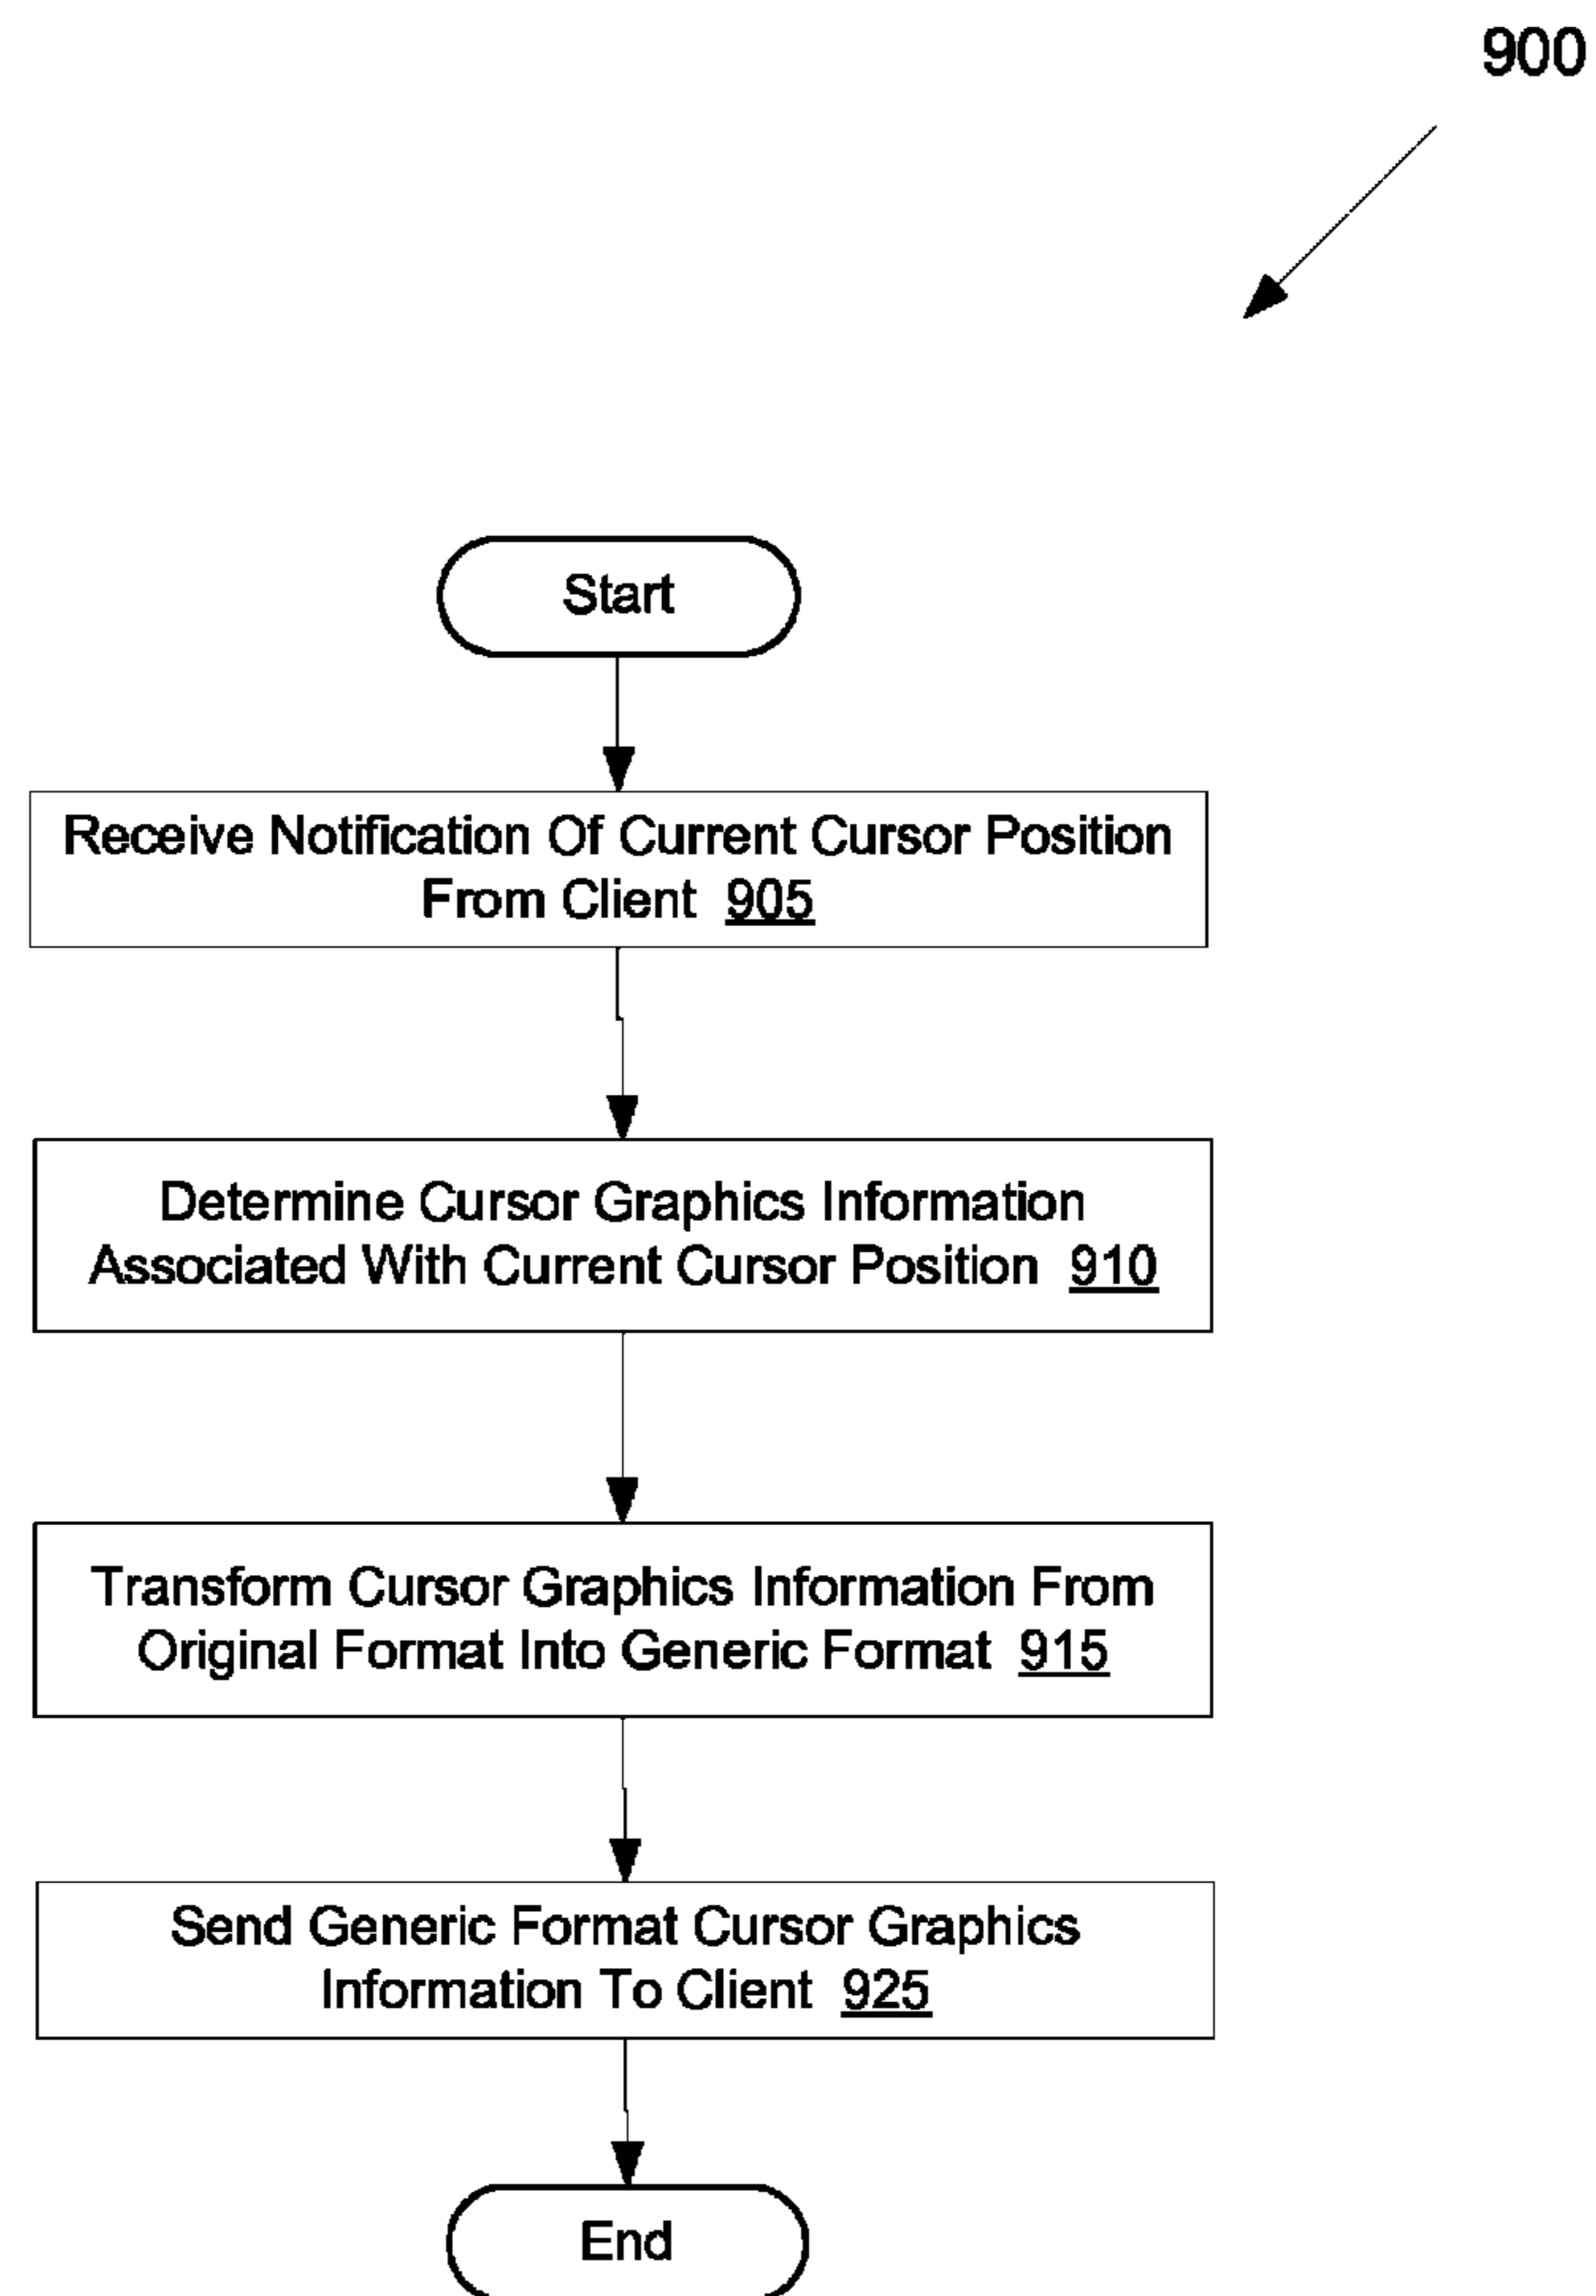 900
Start
Receive Notification Of Current Cursor Position
From Client 905
Determine Cursor Graphics Information
Associated With Current Cursor Position 910
Transform Cursor Graphics Information From
Original Format Into Generic Format 915
Send Generic Format Cursor Graphics
Information To Client 925
End